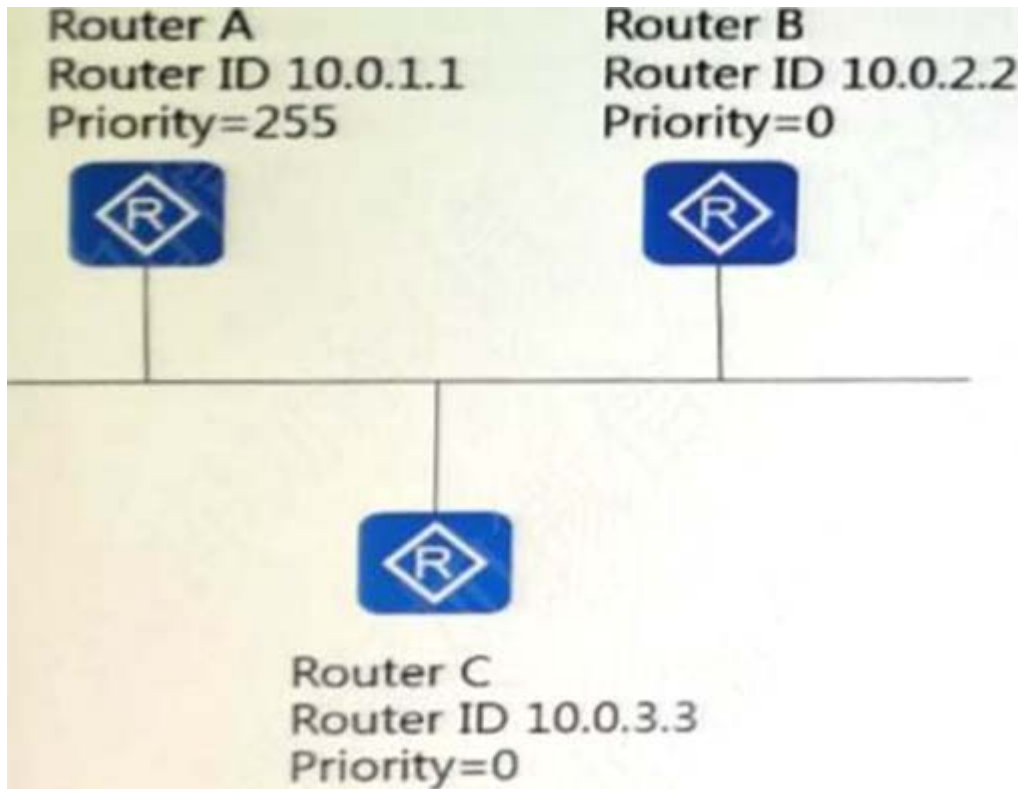 Router A
Router ID 10.0.1.1
Priority=255
Router B
Router ID 10.0.2.2
Priority=0
R
R
R
Router C
Router ID 10.0.3.3
Priority=0